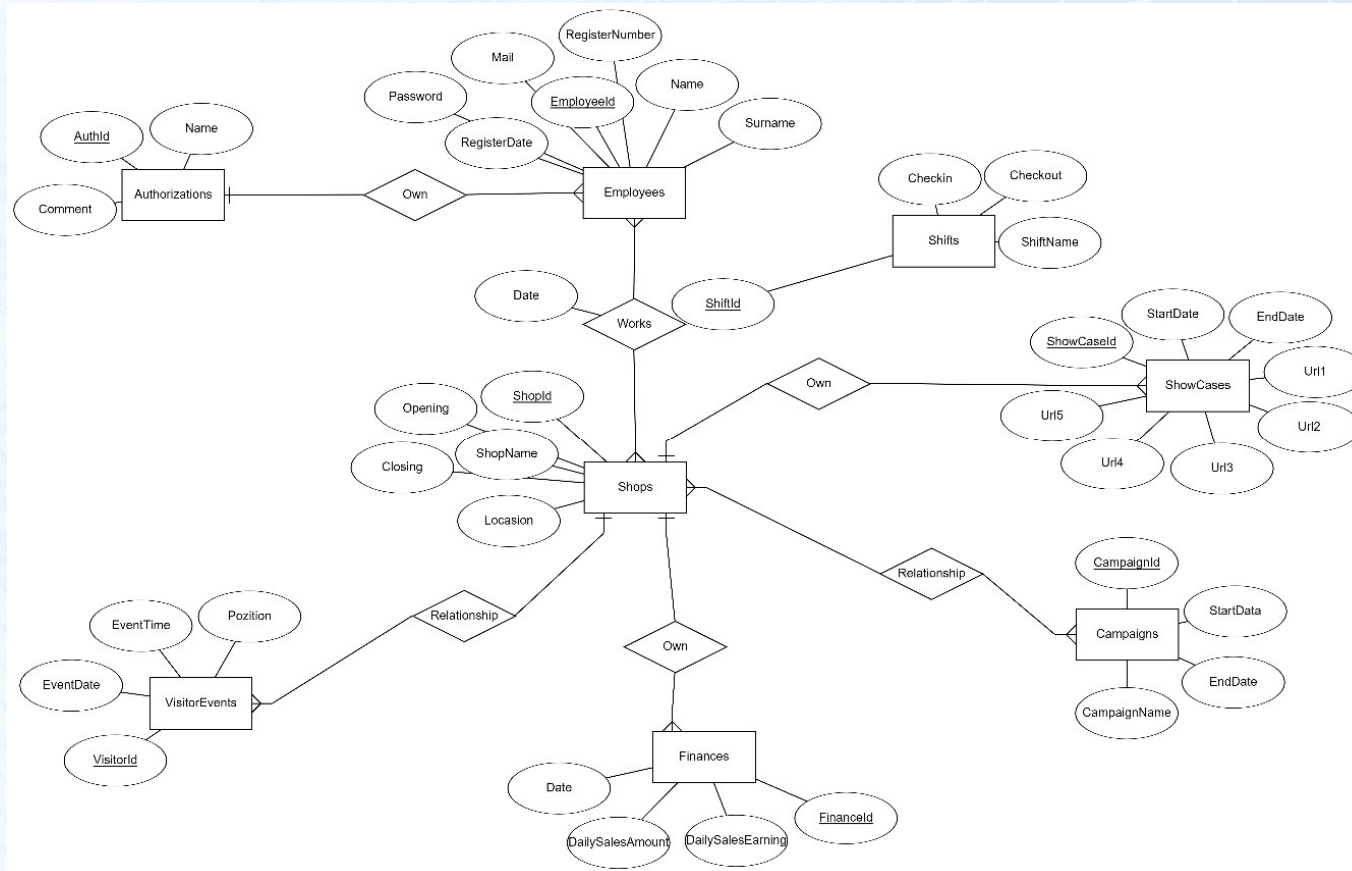 RegisterNumber
Mail
Name
EmployeeId
Password
Surname
Name
AuthId
RegisterDate
Checkin
Checkout
Authorizations
Own
Employees
Comment
Shifts
ShiftName
Date
ShiftId
Works
StartDate
EndDate
ShowCaseId
Url1
Own
ShowCases
ShopId
Opening
Url5
Url2
ShopName
Closing
Url4
Url3
Shops
Locasion
CampaignId
Relationship
StartData
Relationship
Pozition
EventTime
Campaigns
Own
EventDate
EndDate
VisitorEvents
CampaignName
VisitorId
Finances
Date
FinanceId
DailySalesAmount
DailySalesEarning